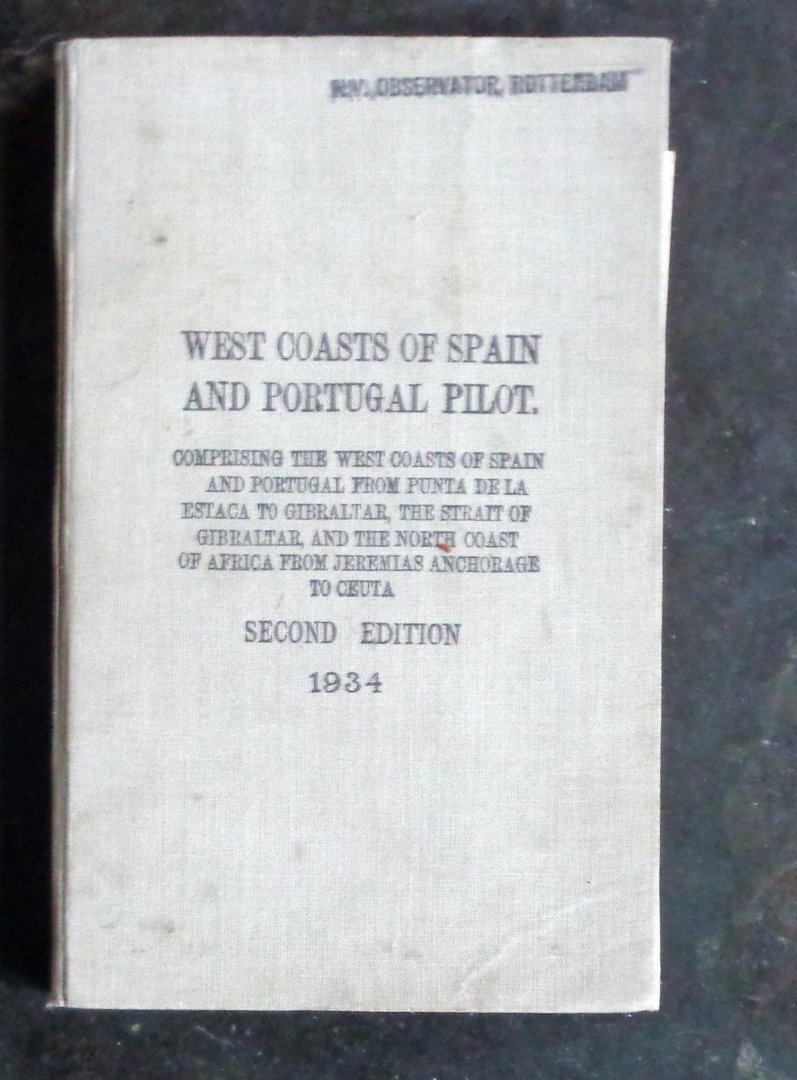 OBSERVATOR, ROTTERDAM
WEST COASTS OF SPAIN
AND PORTUGAL PILOT.
COMPRISING THE WEST COASTS OF SPAIN
AND PORTUGAL FROM PUNTA DE LA
ESTACA TO GIBRALTAR, THE STRAIT OF
GIBRALTAR, AND THE NORTH COAST
OF AFRICA FROM JEREMIAS ANCHORAGE
TO CEUTA
SECOND EDITION
1934